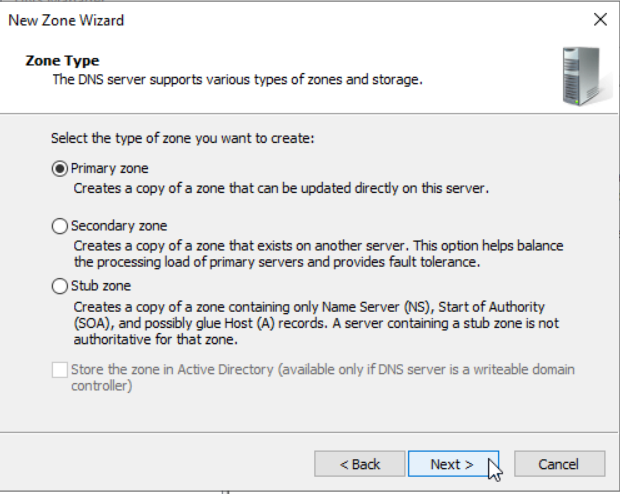 New Zone Wizard
Zone Type
The DNS server supports various types of zones and storage.
Select the type of zone you want to create:
Primary zone
Creates a copy of a zone that can be updated directly on this server.
Secondary zone
Creates a copy of a zone that exists on another server. This option helps balance
the processing load of primary servers and provides fault tolerance.
Stub zone
Creates a copy of a zone containing only Name Server (NS), Start of Authority
(SOA), and possibly glue Host (A) records. A server containing a stub zone is not
authoritative for that zone.
Store the zone in Active Directory (available only if DNS server is a writeable domain
controller)
< Back
Next >
Cancel